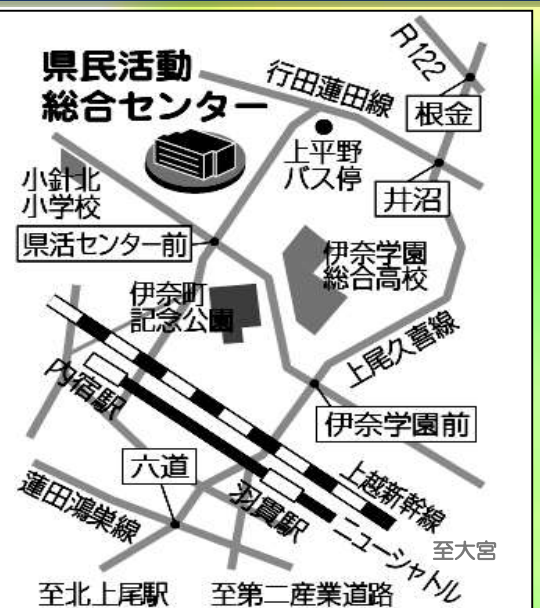 県民活動
総合センター
R122
行田蓮田線
根金
上平野
バス停
井沼
小針北
小学校
県活センター前
伊奈学園
総合高校
伊奈町
記念公園
上尾久喜線
内宿駅
伊奈学園前
六道
上越新幹線
羽貫駅
蓮田鴻巣線
ニューシャトル
至大宮
至北上尾駅
至第二産業道路